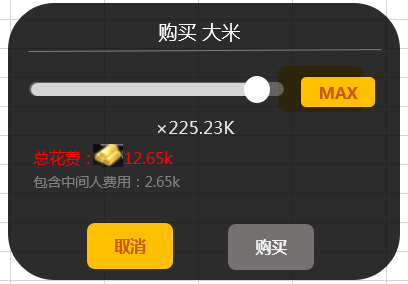 购买 大米
MAX
×225.23K
总花费：12.65k
包含中间人费用：2.65k
取消 购买